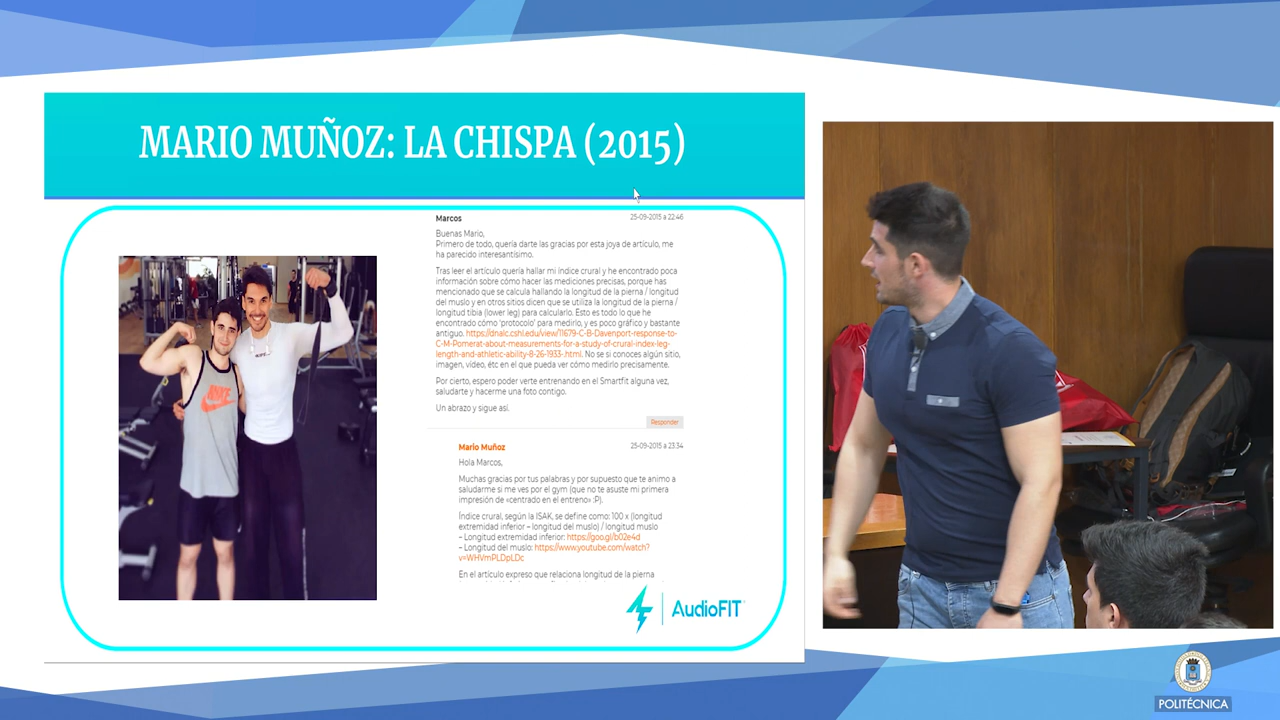 MARIO MUÑOZ: LA CHISPA (2015)
Marcos
25-09-2015 a 22:46
Buenas Mario,
Primero de todo, quería darte las gracias por esta joya de artículo, me
ha parecido interesantísimo.
Tras leer el artículo quería hallar mi índice crural y he encontrado poca
información sobre cómo hacer las mediciones precisas, porque has
mencionado que se calcula hallando la longitud de la pierna / longitud
del muslo y en otros sitios dicen que se utiliza la longitud de la pierna /
longitud tibia (lower leg) para calcularlo. Esto es todo lo que he
encontrado cómo 'protocolo' para medirlo, y es poco gráfico y bastante
antiguo. https://dnalc.cshl.edu/view/11679-C-B-Davenport-response-to-
C-M-Pomerat-about-measurements-for-a-study-of-crural-index-leg-
length-and-athletic-ability-8-26-1933-.html. No se si conoces algún sitio,
imagen, vídeo, étc en el que pueda ver cómo medirlo precisamente.
Por cierto, espero poder verte entrenando en el Smartfit alguna vez,
saludarte y hacerme una foto contigo.
Un abrazo y sigue así.
Responder
Mario Muñoz
25-09-2015 a 23:34
Hola Marcos,
Muchas gracias por tus palabras y por supuesto que te animo a
saludarme si me ves por el gym (que no te asuste mi primera
impresión de «centrado en el entreno» :P).
Índice crural, según la ISAK, se define como: 100 x (longitud
extremidad inferior – longitud del muslo) / longitud muslo
– Longitud extremidad inferior: https://goo.gl/b02e4d
– Longitud del muslo: https://www.youtube.com/watch?
v=WHVmPLDpLDc
En el artículo expreso que relaciona longitud de la pierna
NIKE
AudioFIT
POLITÉCNICA